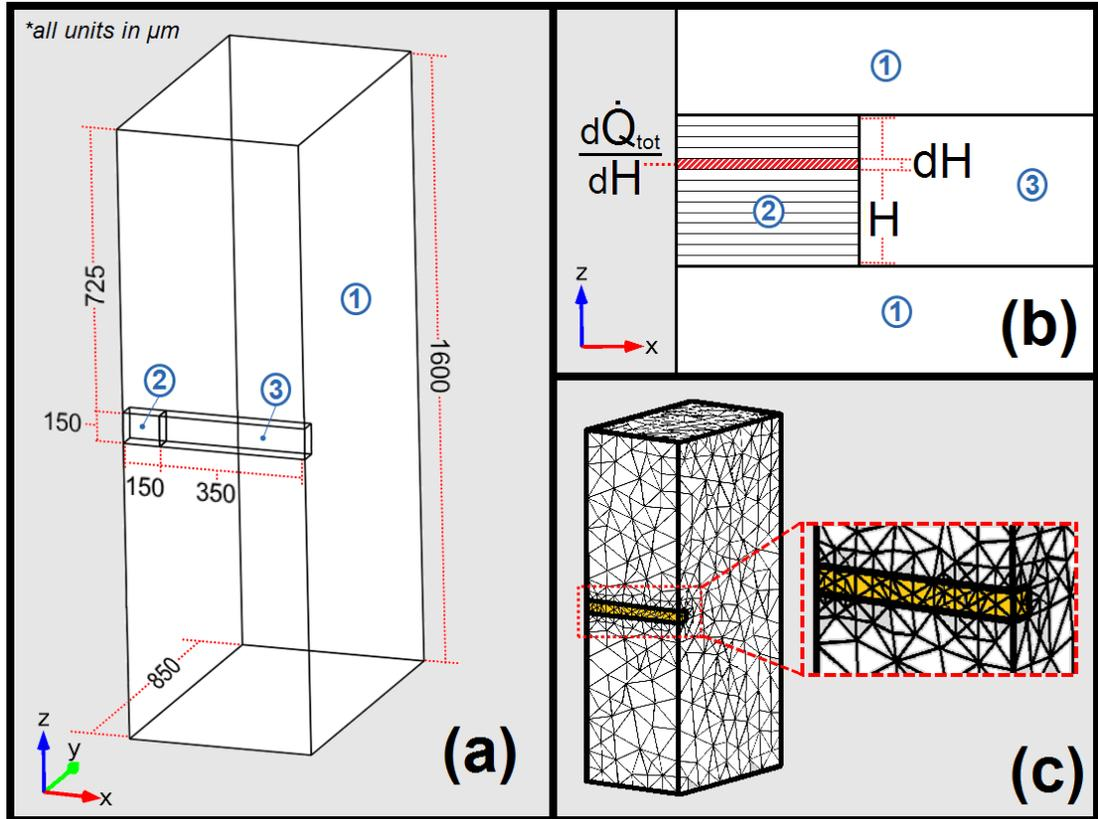 *all units in µm
725
①
1600
②
③
150
150
350
850
z
y
x
(a)
①
dQ̇tot
dH
dH
③
②
H
z
x
①
(b)
(c)